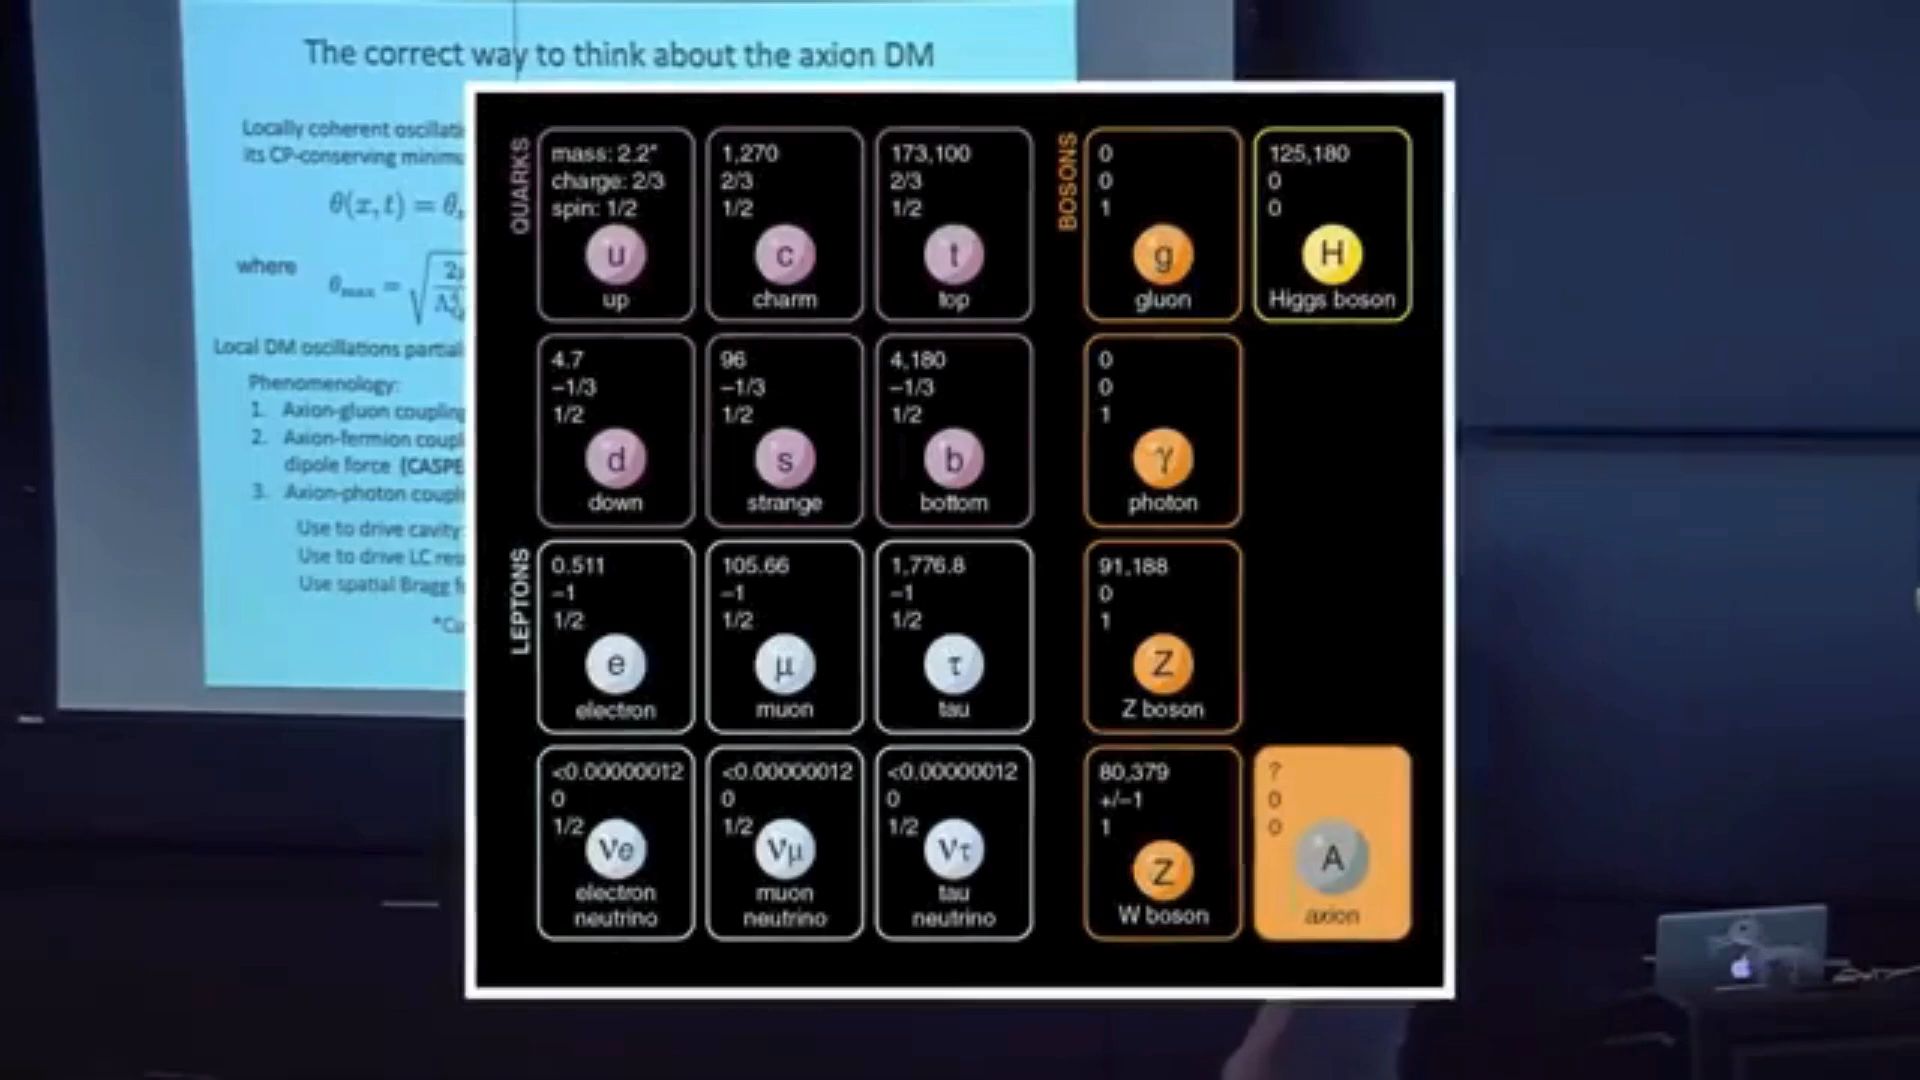 The correct way to think about the axion DM
Locally coherent
its CP-conserving
θ(x,t) =
where
θmax =
Local DM oscillations
Phenomenology:
1. Axion-gluon coupling
2. Axion-fermion
dipole force (CASPE
3. Axion-photon
Use to drive cavity
Use to drive LC
Use spatial Bragg
QUARKS
mass: 2.2*
charge: 2/3
spin: 1/2
u
up
1,270
2/3
1/2
c
charm
173,100
2/3
1/2
t
top
BOSONS
0
0
1
g
gluon
125,180
0
0
H
Higgs boson
4.7
–1/3
1/2
d
down
96
–1/3
1/2
s
strange
4,180
–1/3
1/2
b
bottom
0
0
1
γ
photon
LEPTONS
0.511
–1
1/2
e
electron
105.66
–1
1/2
μ
muon
1,776.8
–1
1/2
τ
tau
91,188
0
1
Z
Z boson
<0.00000012
0
1/2
νe
electron
neutrino
<0.00000012
0
1/2
νμ
muon
neutrino
<0.00000012
0
1/2
ντ
tau
neutrino
80,379
+/–1
1
Z
W boson
?
0
0
A
axion